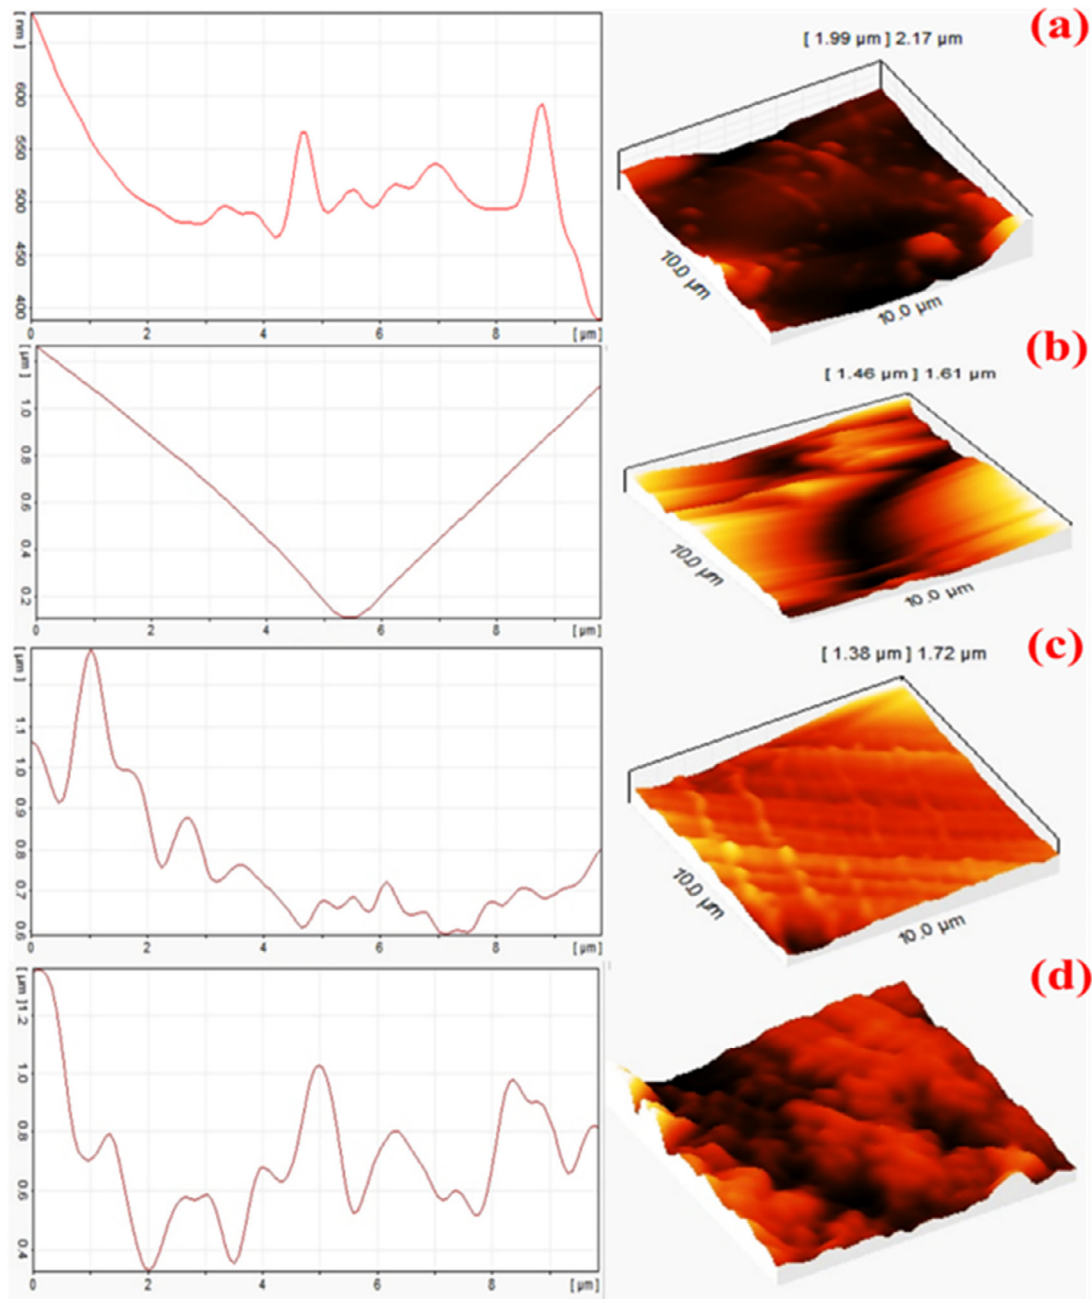 [nm]
600
550
500
450
400
0 2 4 6 8 [µm]
(a)
[ 1.99 µm ] 2.17 µm
10.0 µm
10.0 µm
[µm]
1.0
0.8
0.6
0.4
0.2
0 2 4 6 8 [µm]
(b)
[ 1.46 µm ] 1.61 µm
10.0 µm
10.0 µm
[µm]
1.1
1.0
0.9
0.8
0.7
0.6
0 2 4 6 8 [µm]
(c)
[ 1.38 µm ] 1.72 µm
10.0 µm
10.0 µm
[µm]
1.2
1.0
0.8
0.6
0.4
0 2 4 6 8 [µm]
(d)